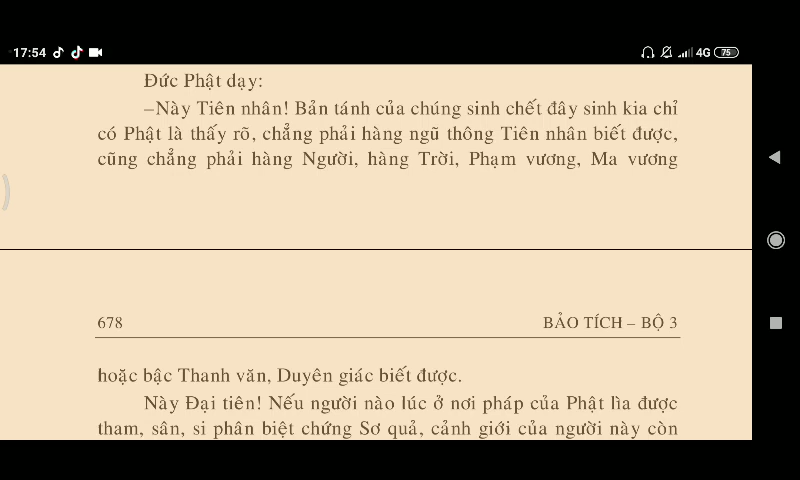 17:54
4G 75
Đức Phật dạy:
–Này Tiên nhân! Bản tánh của chúng sinh chết đây sinh kia chỉ
có Phật là thấy rõ, chẳng phải hàng ngũ thông Tiên nhân biết được,
cũng chẳng phải hàng Người, hàng Trời, Phạm vương, Ma vương
678
BẢO TÍCH – BỘ 3
hoặc bậc Thanh văn, Duyên giác biết được.
Này Đại tiên! Nếu người nào lúc ở nơi pháp của Phật lìa được
tham, sân, si phân biệt chứng Sơ quả, cảnh giới của người này còn